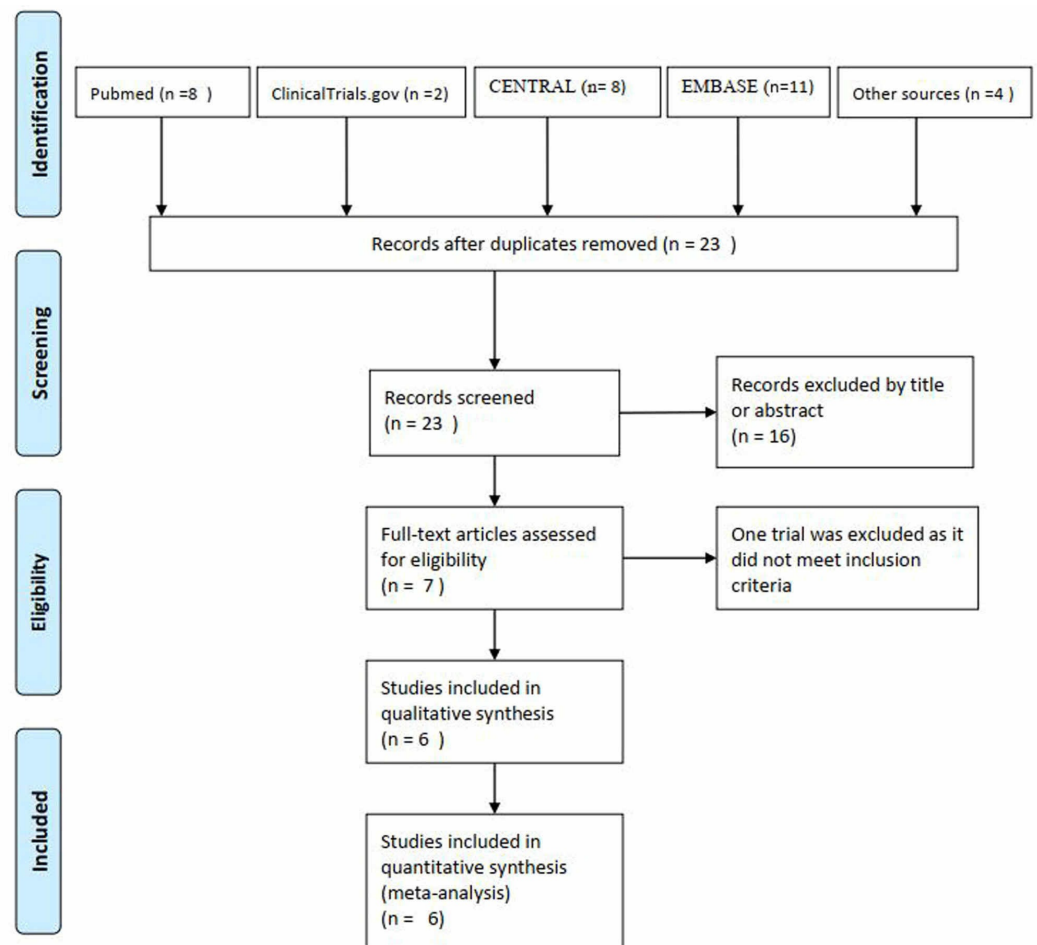 Identification
Pubmed (n =8  )
ClinicalTrials.gov (n =2)
CENTRAL (n= 8)
EMBASE (n=11)
Other sources (n =4 )
Records after duplicates removed (n = 23  )
Screening
Records screened
(n = 23  )
Records excluded by title
or abstract
(n = 16)
Eligibility
Full-text articles assessed
for eligibility
(n =  7 )
One trial was excluded as it
did not meet inclusion
criteria
Studies included in
qualitative synthesis
(n = 6  )
Included
Studies included in
quantitative synthesis
(meta-analysis)
(n =   6)